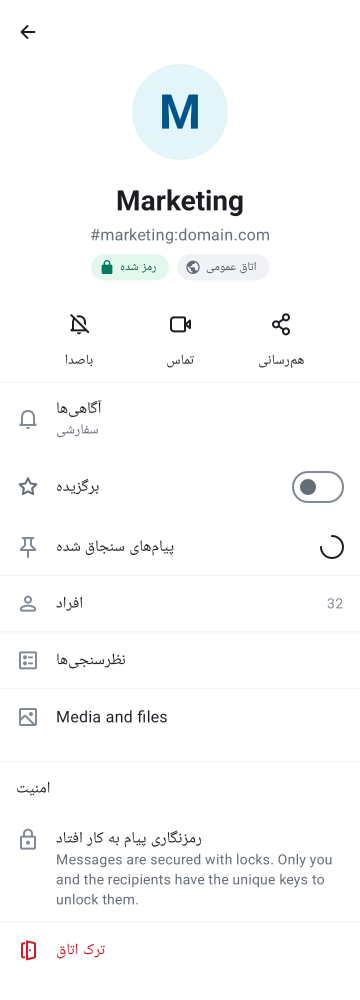 M
Marketing
#marketing:domain.com
رمز شده
اتاق عمومی
باصدا
تماس
هم‌رسانی
آگاهی‌ها
سفارشی
برگزیده
پیام‌های سنجاق شده
افراد
32
نظرسنجی‌ها
Media and files
امنیت
رمزنگاری پیام به کار افتاد
Messages are secured with locks. Only you
and the recipients have the unique keys to
unlock them.
ترک اتاق